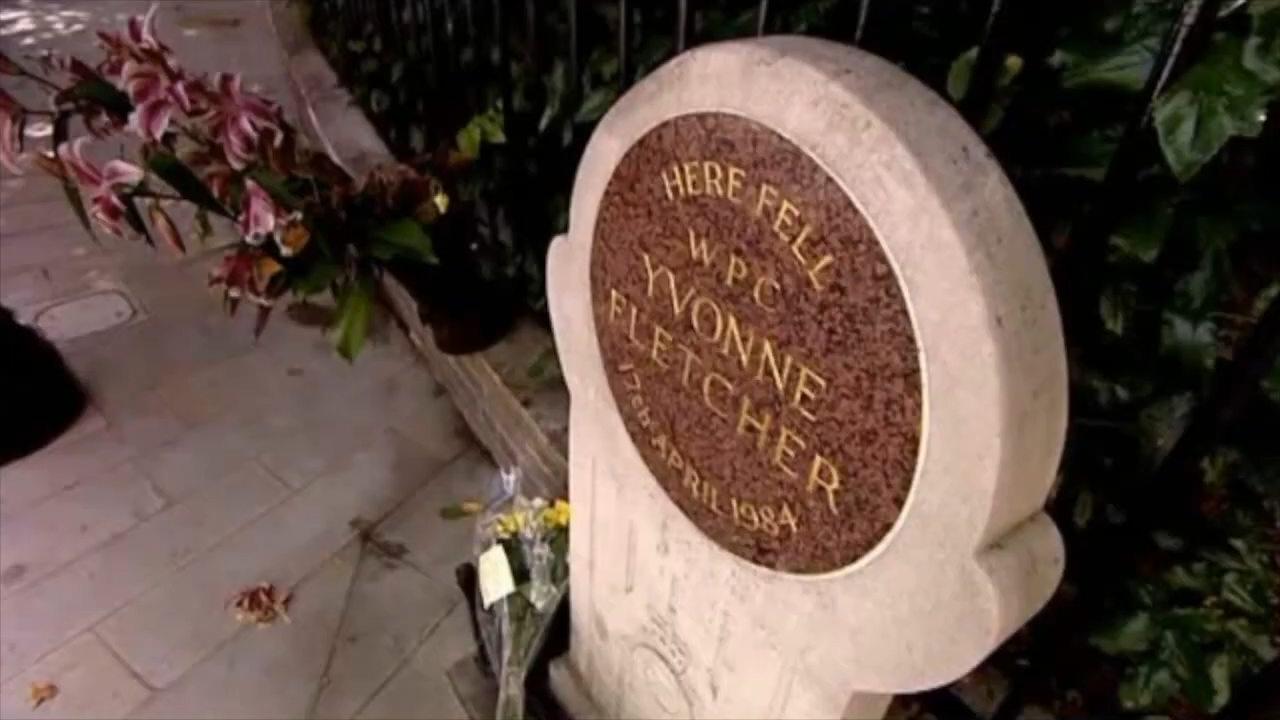 HERE FELL
WPC
YVONNE
FLETCHER
17th APRIL 1984